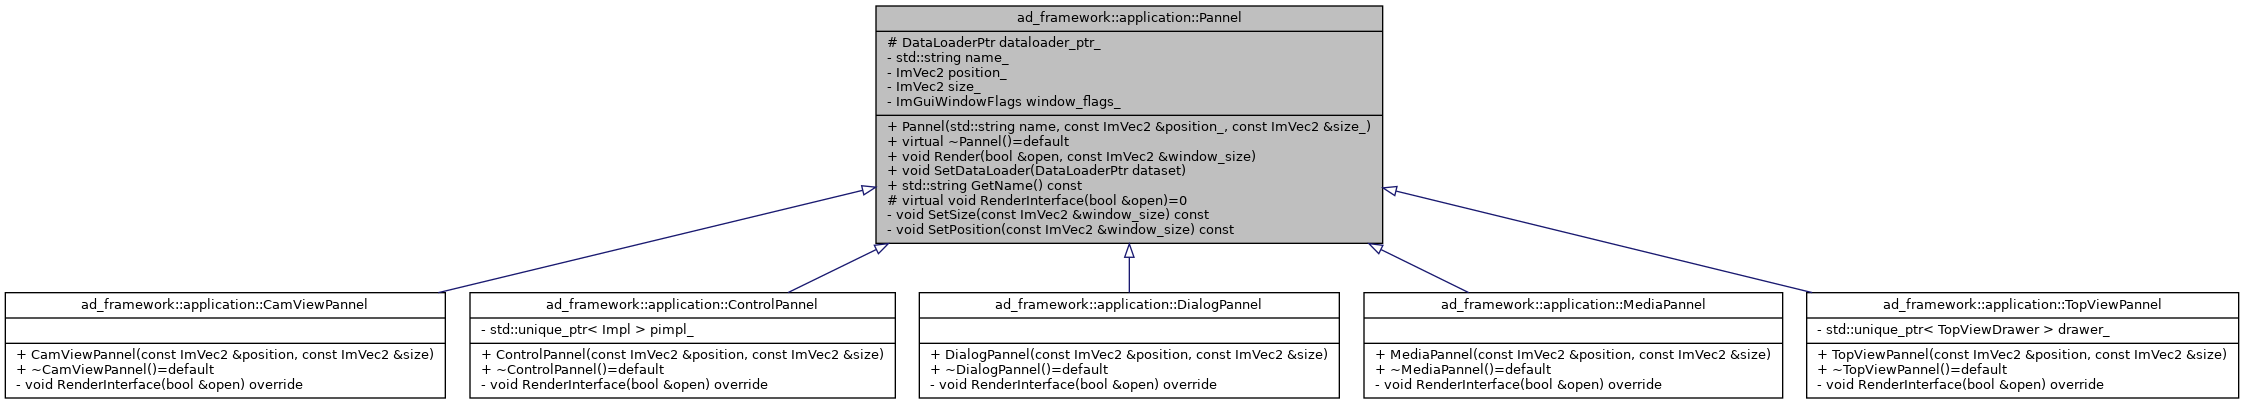 ad_framework::application::Pannel
# DataLoaderPtr dataloader_ptr_
- std::string name_
- ImVec2 position_
- ImVec2 size_
- ImGuiWindowFlags window_flags_
+ Pannel(std::string name, const ImVec2 &position_, const ImVec2 &size_)
+ virtual ~Pannel()=default
+ void Render(bool &open, const ImVec2 &window_size)
+ void SetDataLoader(DataLoaderPtr dataset)
+ std::string GetName() const
# virtual void RenderInterface(bool &open)=0
- void SetSize(const ImVec2 &window_size) const
- void SetPosition(const ImVec2 &window_size) const
ad_framework::application::CamViewPannel
+ CamViewPannel(const ImVec2 &position, const ImVec2 &size)
+ ~CamViewPannel()=default
- void RenderInterface(bool &open) override
ad_framework::application::ControlPannel
- std::unique_ptr< Impl > pimpl_
+ ControlPannel(const ImVec2 &position, const ImVec2 &size)
+ ~ControlPannel()=default
- void RenderInterface(bool &open) override
ad_framework::application::DialogPannel
+ DialogPannel(const ImVec2 &position, const ImVec2 &size)
+ ~DialogPannel()=default
- void RenderInterface(bool &open) override
ad_framework::application::MediaPannel
+ MediaPannel(const ImVec2 &position, const ImVec2 &size)
+ ~MediaPannel()=default
- void RenderInterface(bool &open) override
ad_framework::application::TopViewPannel
- std::unique_ptr< TopViewDrawer > drawer_
+ TopViewPannel(const ImVec2 &position, const ImVec2 &size)
+ ~TopViewPannel()=default
- void RenderInterface(bool &open) override